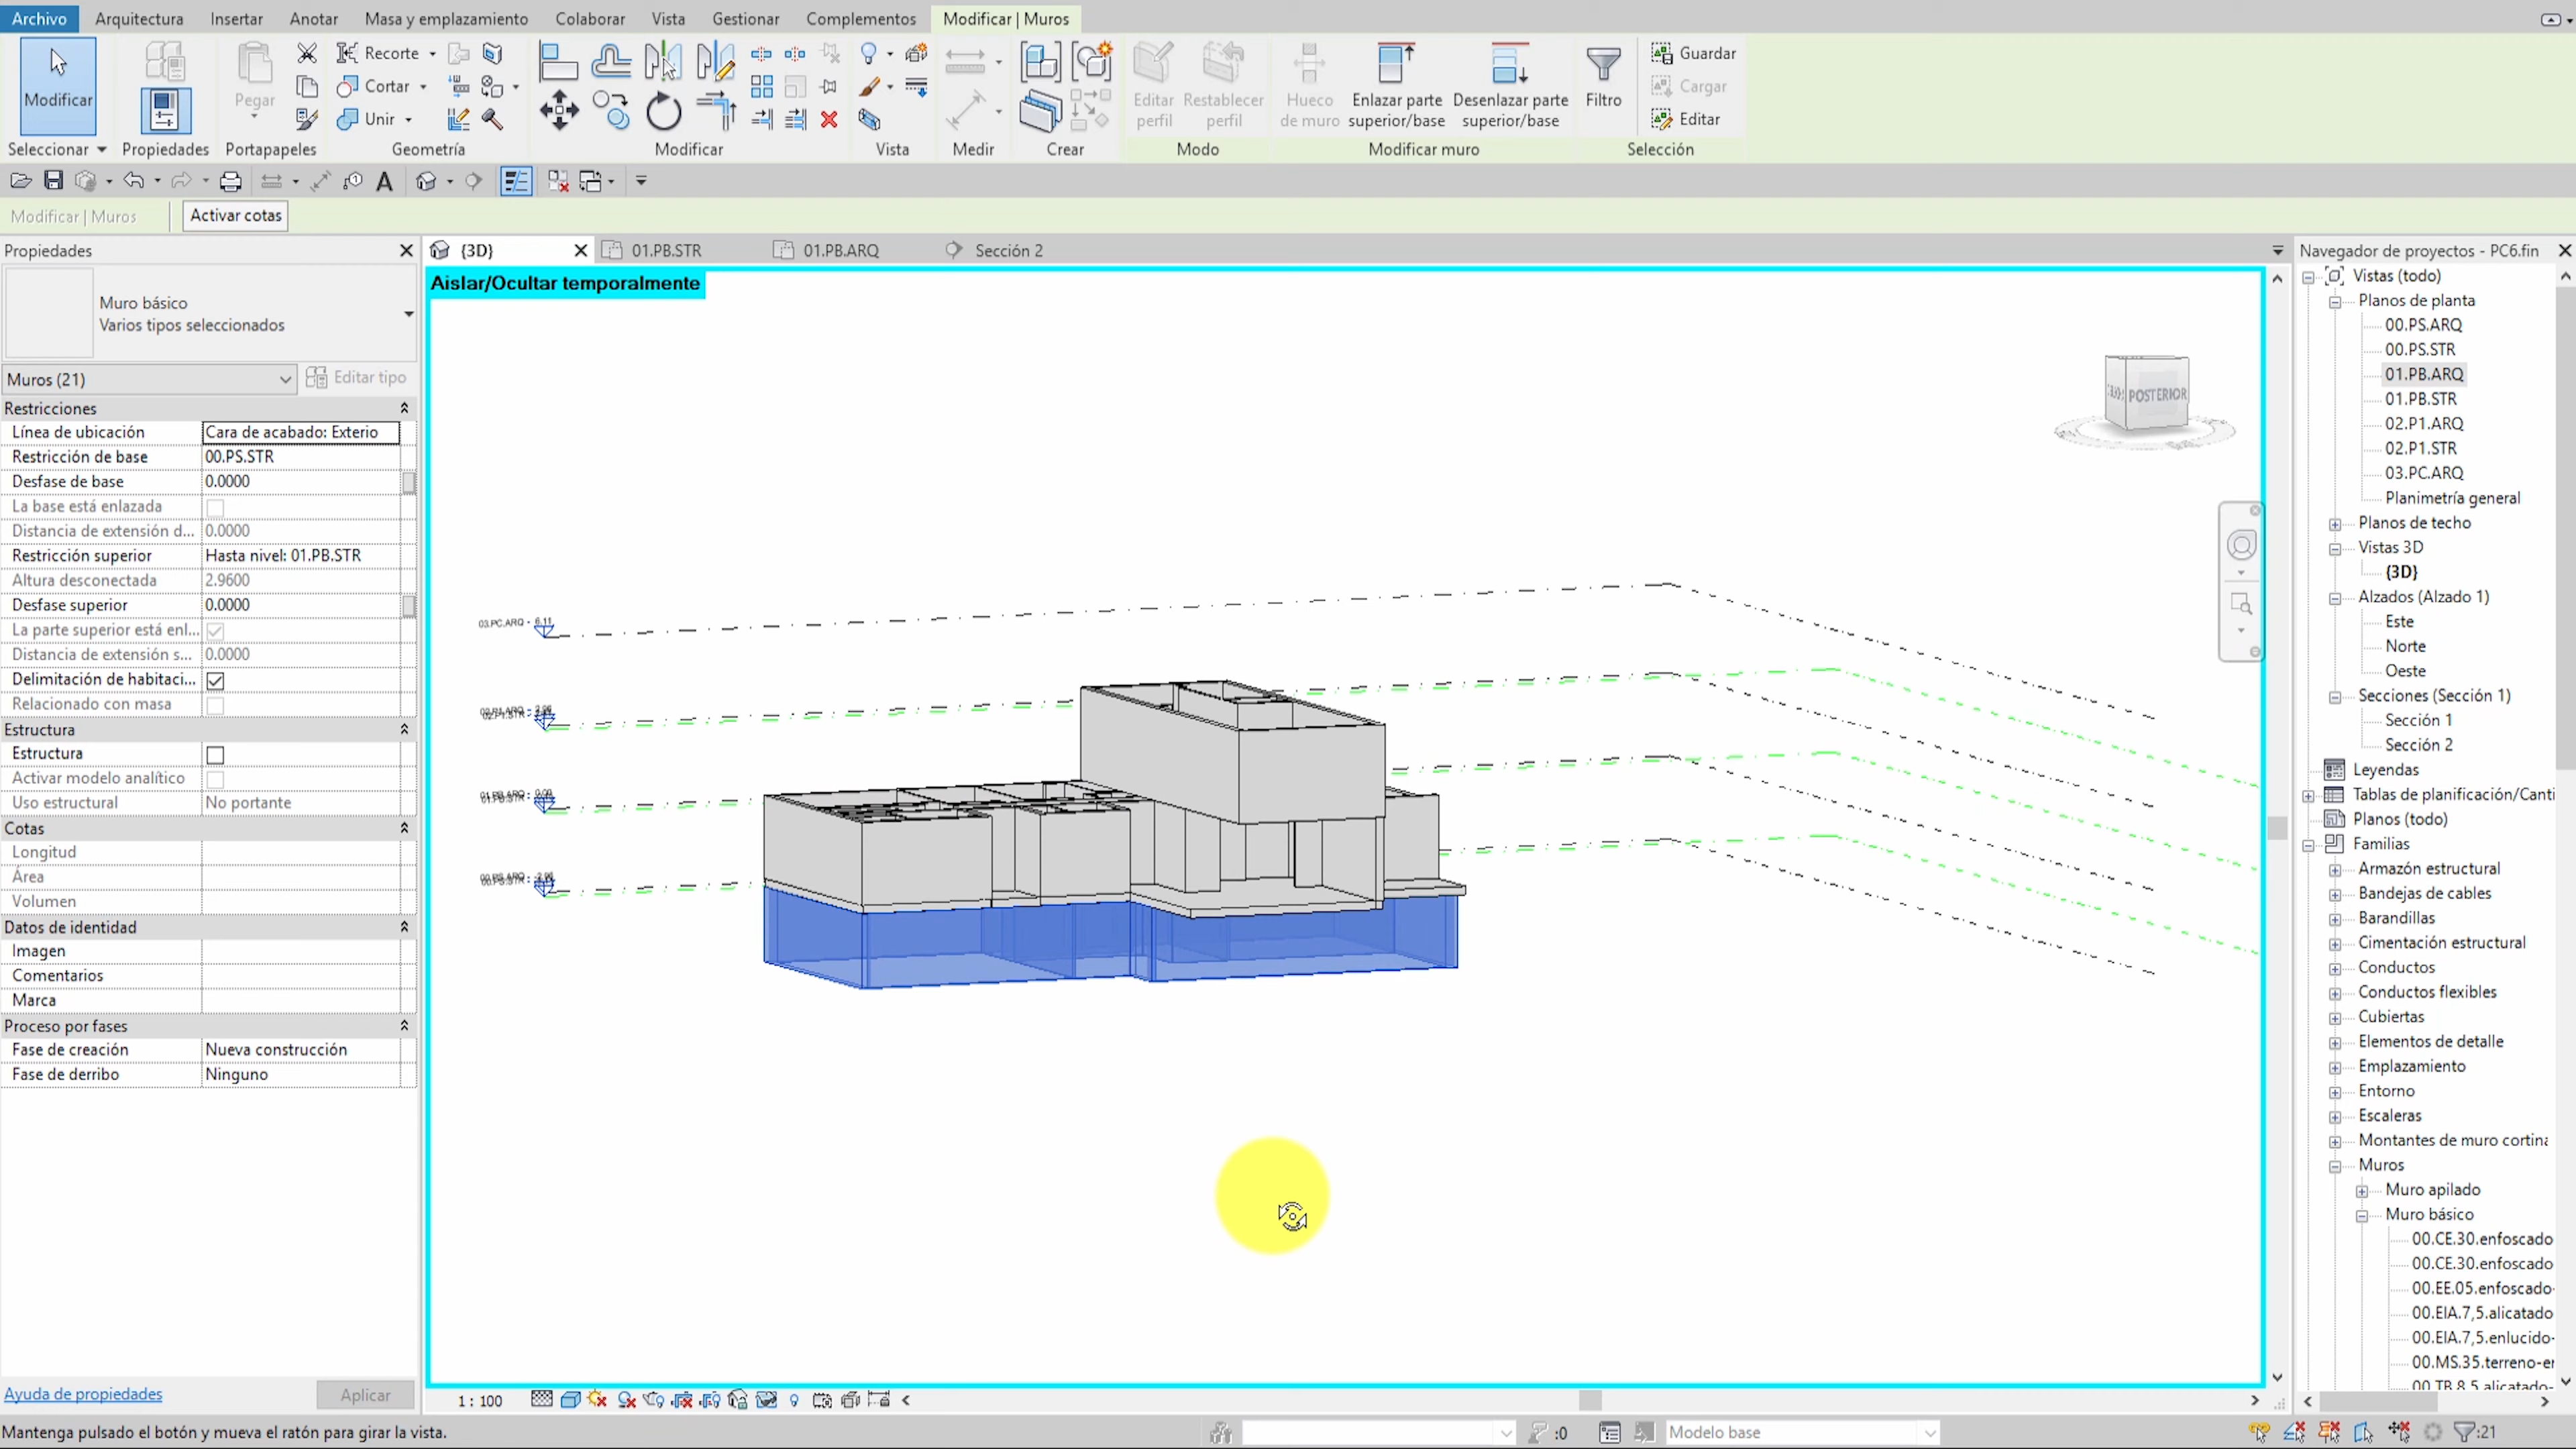 Archivo
Arquitectura
Insertar
Anotar
Masa y emplazamiento
Colaborar
Vista
Gestionar
Complementos
Modificar | Muros
Modificar
Pegar
Recorte
Cortar
Unir
Editar perfil
Restablecer perfil
Hueco de muro
Enlazar parte superior/base
Desenlazar parte superior/base
Filtro
Guardar
Cargar
Editar
Seleccionar
Propiedades
Portapapeles
Geometría
Modificar
Vista
Medir
Crear
Modo
Modificar muro
Selección
Modificar | Muros
Activar cotas
Propiedades
Muro básico
Varios tipos seleccionados
Muros (21)
Editar tipo
Restricciones
Línea de ubicación Cara de acabado: Exterio
Restricción de base 00.PS.STR
Desfase de base 0.0000
La base está enlazada
Distancia de extensión d... 0.0000
Restricción superior Hasta nivel: 01.PB.STR
Altura desconectada 2.9600
Desfase superior 0.0000
La parte superior está enl...
Distancia de extensión s... 0.0000
Delimitación de habitaci...
Relacionado con masa
Estructura
Estructura
Activar modelo analítico
Uso estructural No portante
Cotas
Longitud
Área
Volumen
Datos de identidad
Imagen
Comentarios
Marca
Proceso por fases
Fase de creación Nueva construcción
Fase de derribo Ninguno
Ayuda de propiedades
Aplicar
{3D}
01.PB.STR
01.PB.ARQ
Sección 2
Aislar/Ocultar temporalmente
03.PC.ARQ - 6.11
POSTERIOR
1 : 100
Navegador de proyectos - PC6.fin
Vistas (todo)
Planos de planta
00.PS.ARQ
00.PS.STR
01.PB.ARQ
01.PB.STR
02.P1.ARQ
02.P1.STR
03.PC.ARQ
Planimetría general
Planos de techo
Vistas 3D
{3D}
Alzados (Alzado 1)
Este
Norte
Oeste
Secciones (Sección 1)
Sección 1
Sección 2
Leyendas
Tablas de planificación/Canti
Planos (todo)
Familias
Armazón estructural
Bandejas de cables
Barandillas
Cimentación estructural
Conductos
Conductos flexibles
Cubiertas
Elementos de detalle
Emplazamiento
Entorno
Escaleras
Montantes de muro cortina
Muros
Muro apilado
Muro básico
00.CE.30.enfoscado
00.CE.30.enfoscado
00.EE.05.enfoscado-
00.EIA.7,5.alicatado
00.EIA.7,5.enlucido-
00.MS.35.terreno-er
00.TB.8,5.alicatado-
Mantenga pulsado el botón y mueva el ratón para girar la vista.
:0
Modelo base
:21